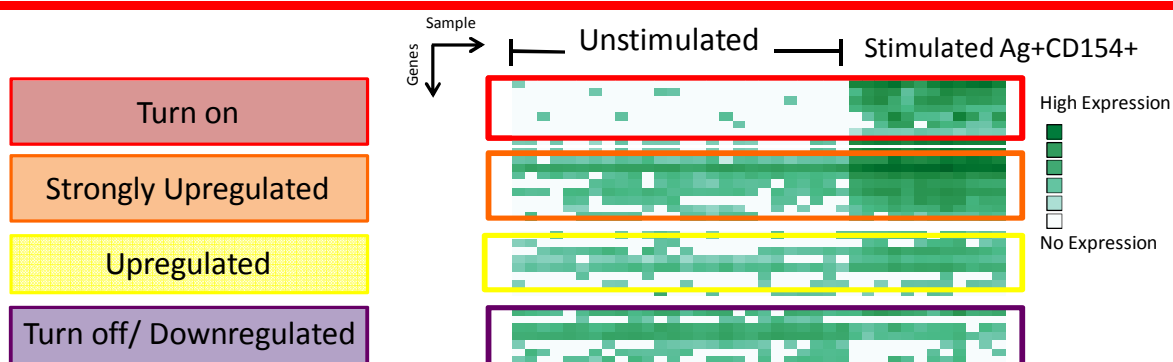 Sample
Genes
Unstimulated
Stimulated Ag+CD154+
Turn on
High Expression
Strongly Upregulated
No Expression
Upregulated
Turn off/ Downregulated